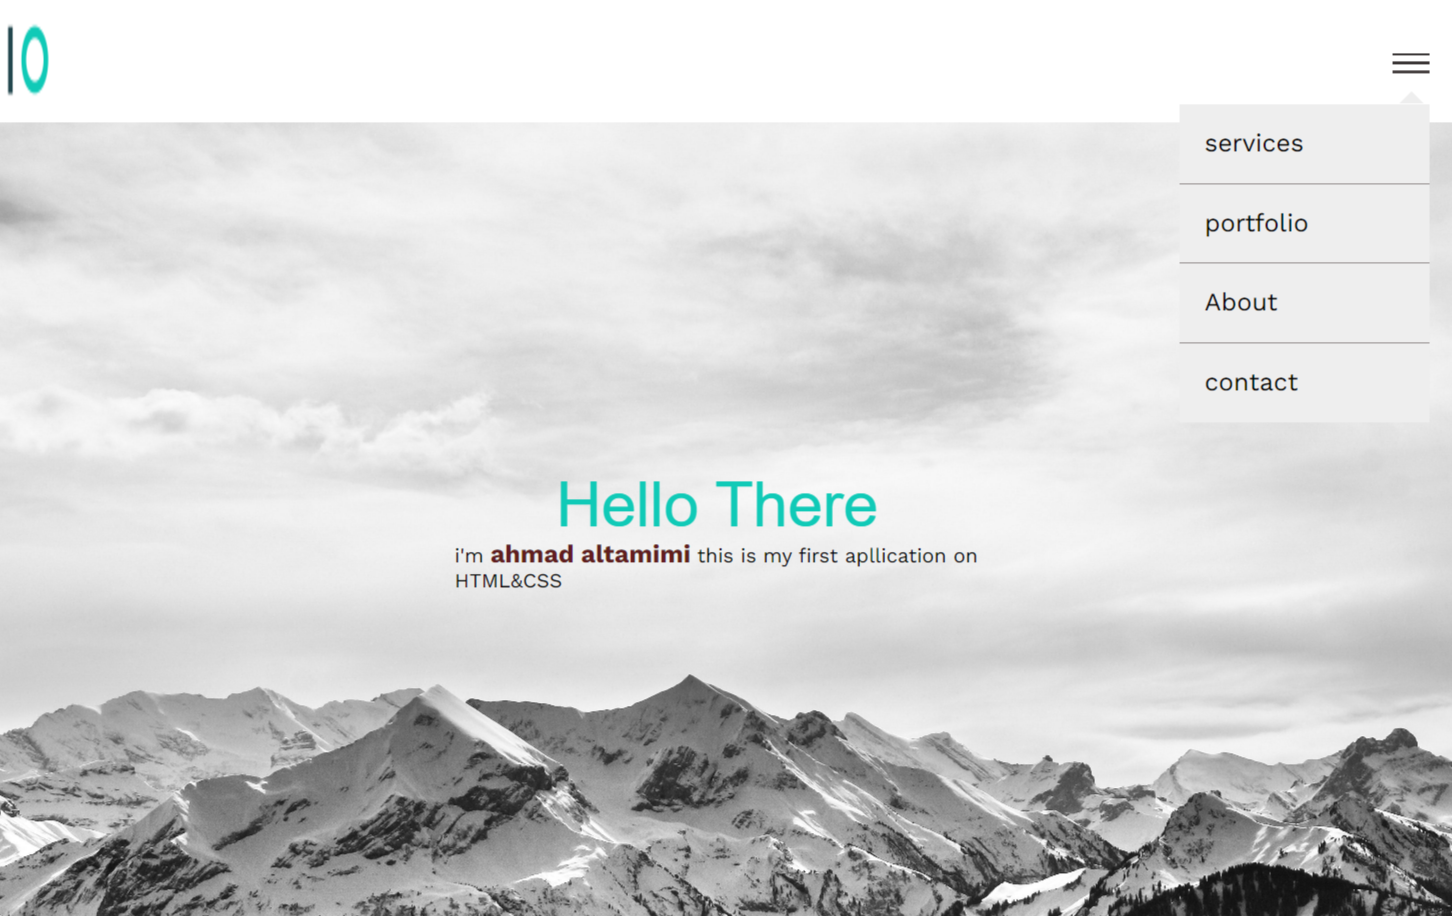 IO
services
portfolio
About
contact
Hello There
i'm ahmad altamimi this is my first apllication on
HTML&CSS